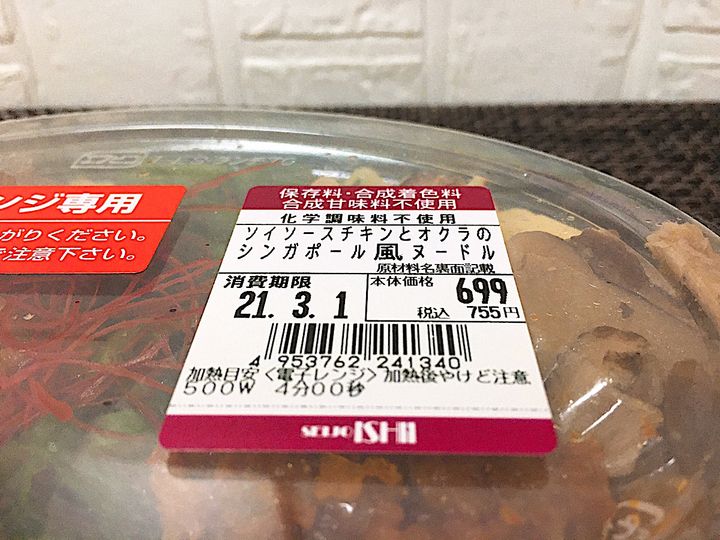 ンジ専用
がりください。
ご注意下さい。
保存料・合成着色料
合成甘味料不使用
化学調味料不使用
ソイソースチキンとオクラの
シンガポール風ヌードル
原材料名裏面記載
消費期限
21. 3. 1
本体価格 699
税込 755円
4 953762 241340
加熱目安〈電子レンジ〉加熱後やけど注意
500W 4分00秒
SEIJO ISHII